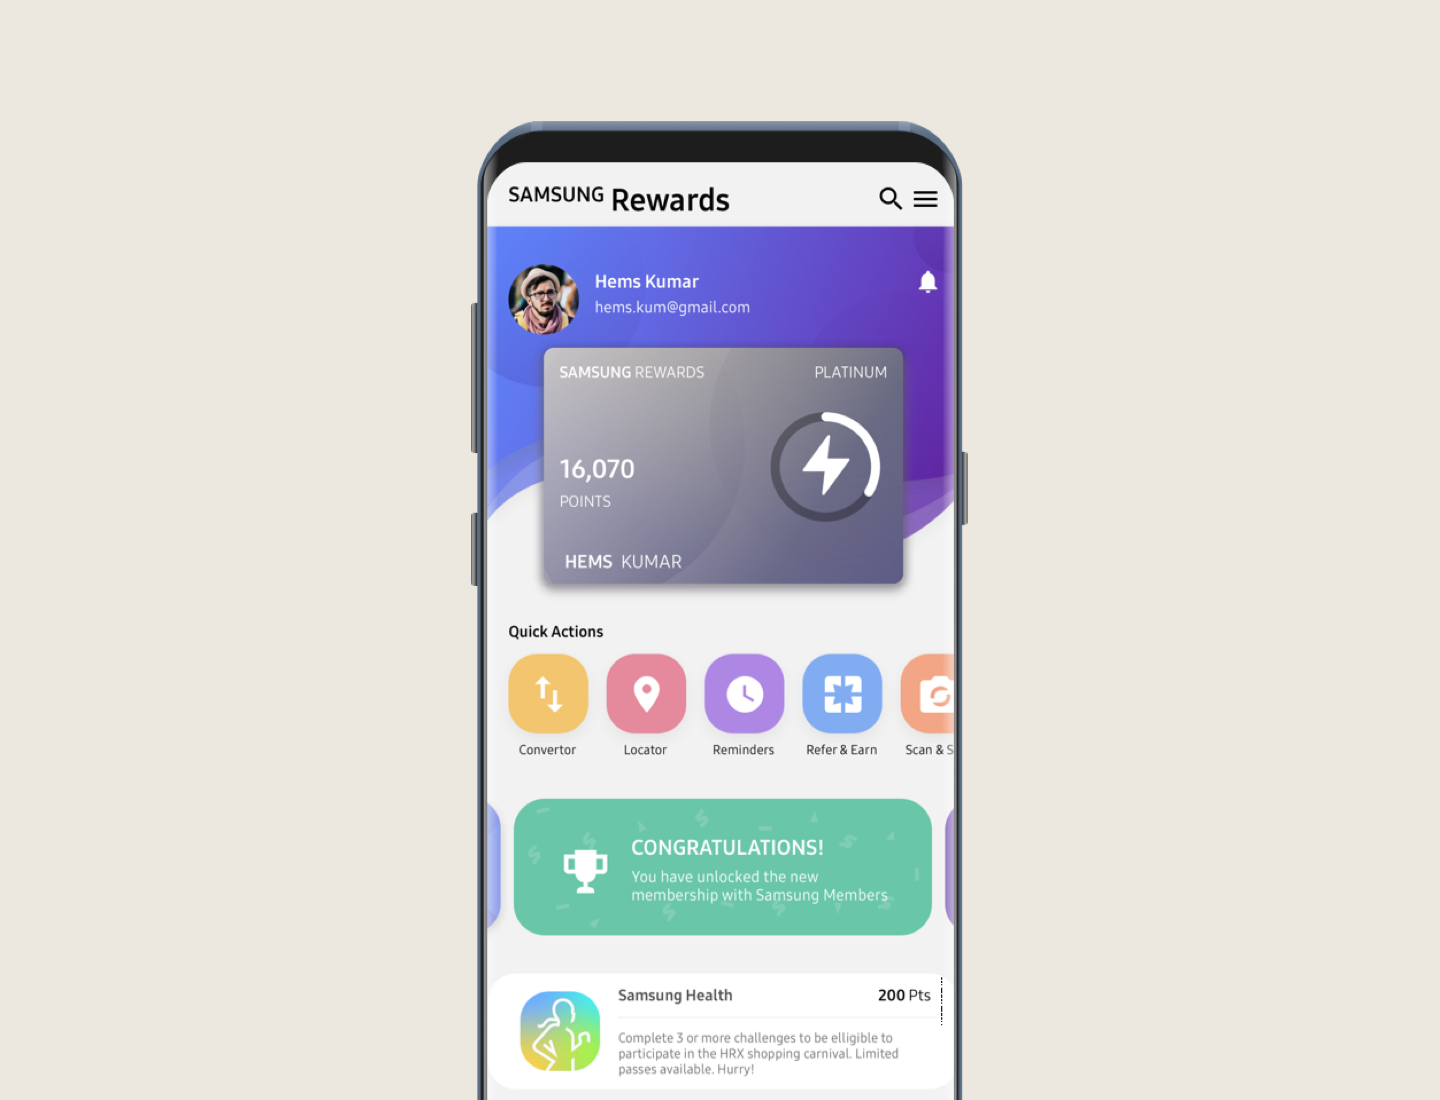 SAMSUNG Rewards
Hems Kumar
hems.kum@gmail.com
SAMSUNG REWARDS PLATINUM
16,070
POINTS
HEMS KUMAR
Quick Actions
Convertor Locator Reminders Refer & Earn Scan & S
CONGRATULATIONS!
You have unlocked the new
membership with Samsung Members
Samsung Health 200 Pts
Complete 3 or more challenges to be elligible to
participate in the HRX shopping carnival. Limited
passes available. Hurry!